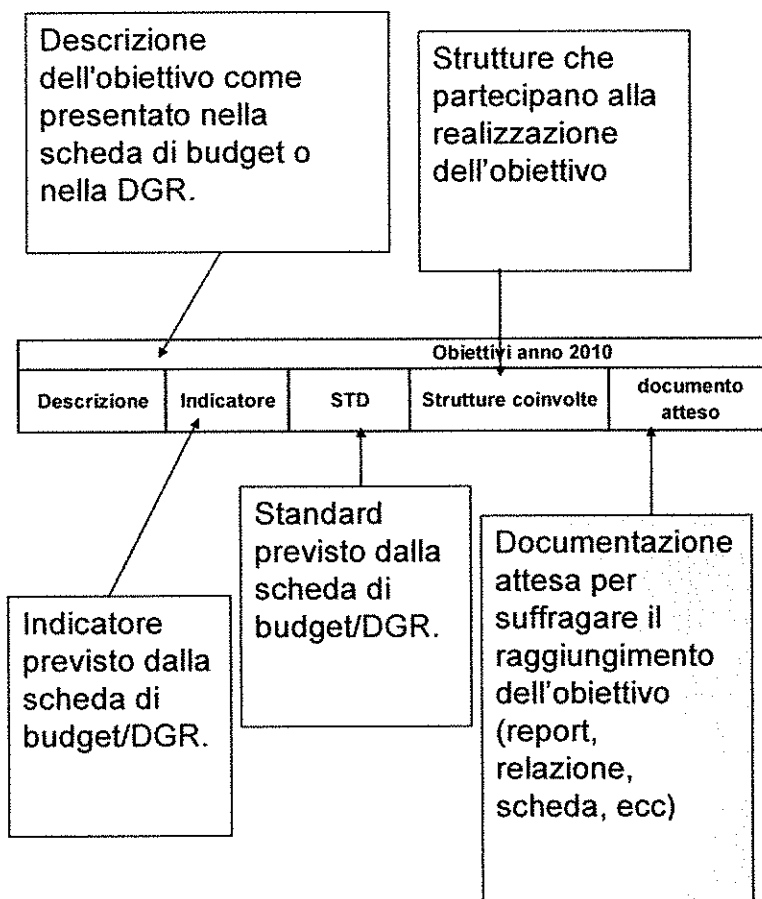 Descrizione
dell'obiettivo come
presentato nella
scheda di budget o
nella DGR.
Strutture che
partecipano alla
realizzazione
dell'obiettivo
Obiettivi anno 2010
Descrizione
Indicatore
STD
Strutture coinvolte
documento
atteso
Indicatore
previsto dalla
scheda di
budget/DGR.
Standard
previsto dalla
scheda di
budget/DGR.
Documentazione
attesa per
suffragare il
raggiungimento
dell'obiettivo
(report,
relazione,
scheda, ecc)